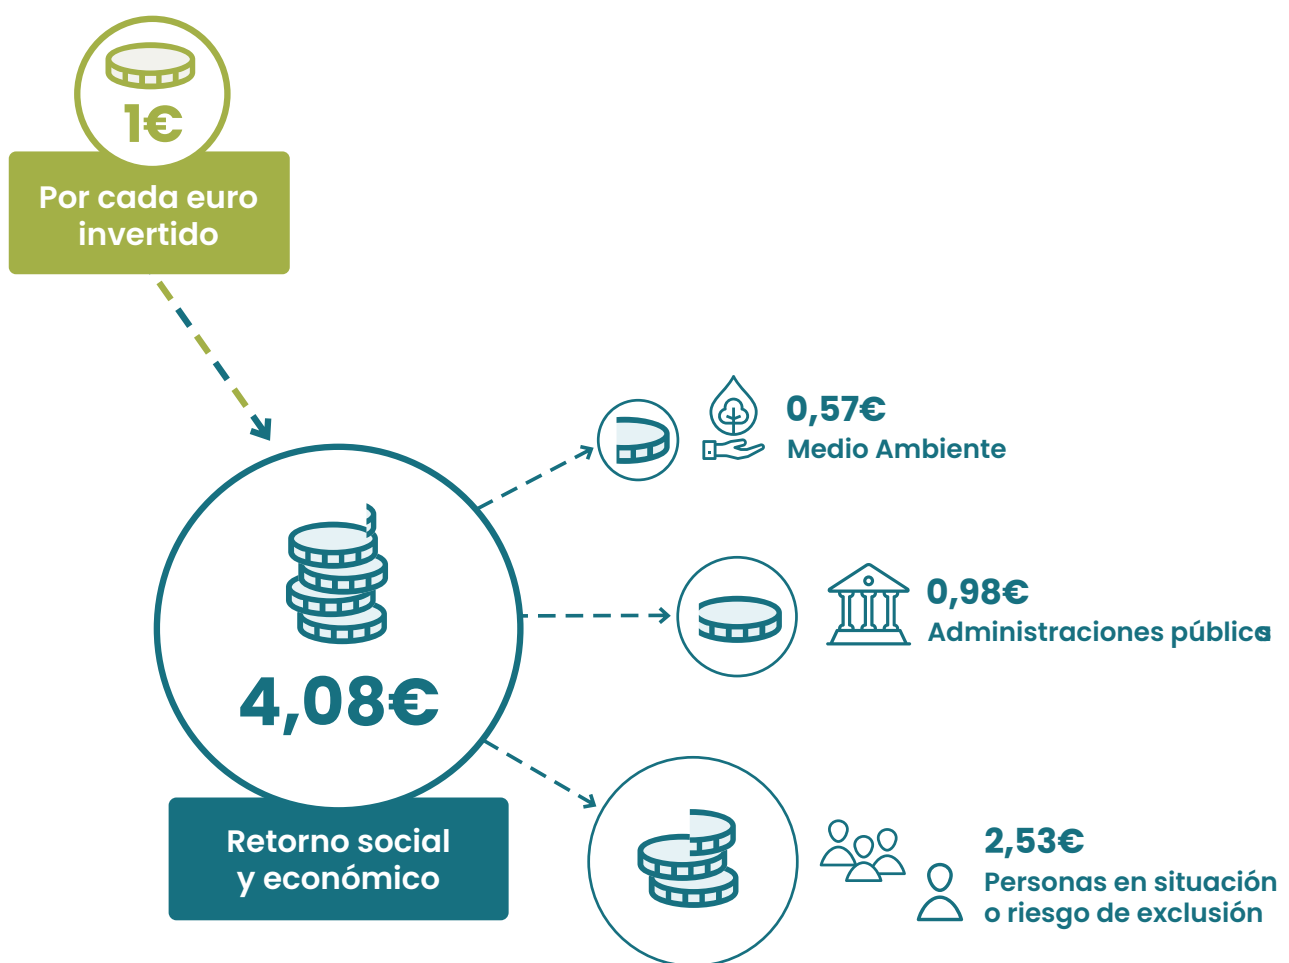 1€
Por cada euro
invertido
0,57€
Medio Ambiente
0,98€
Administraciones públicas
4,08€
Retorno social
y económico
2,53€
Personas en situación
o riesgo de exclusión